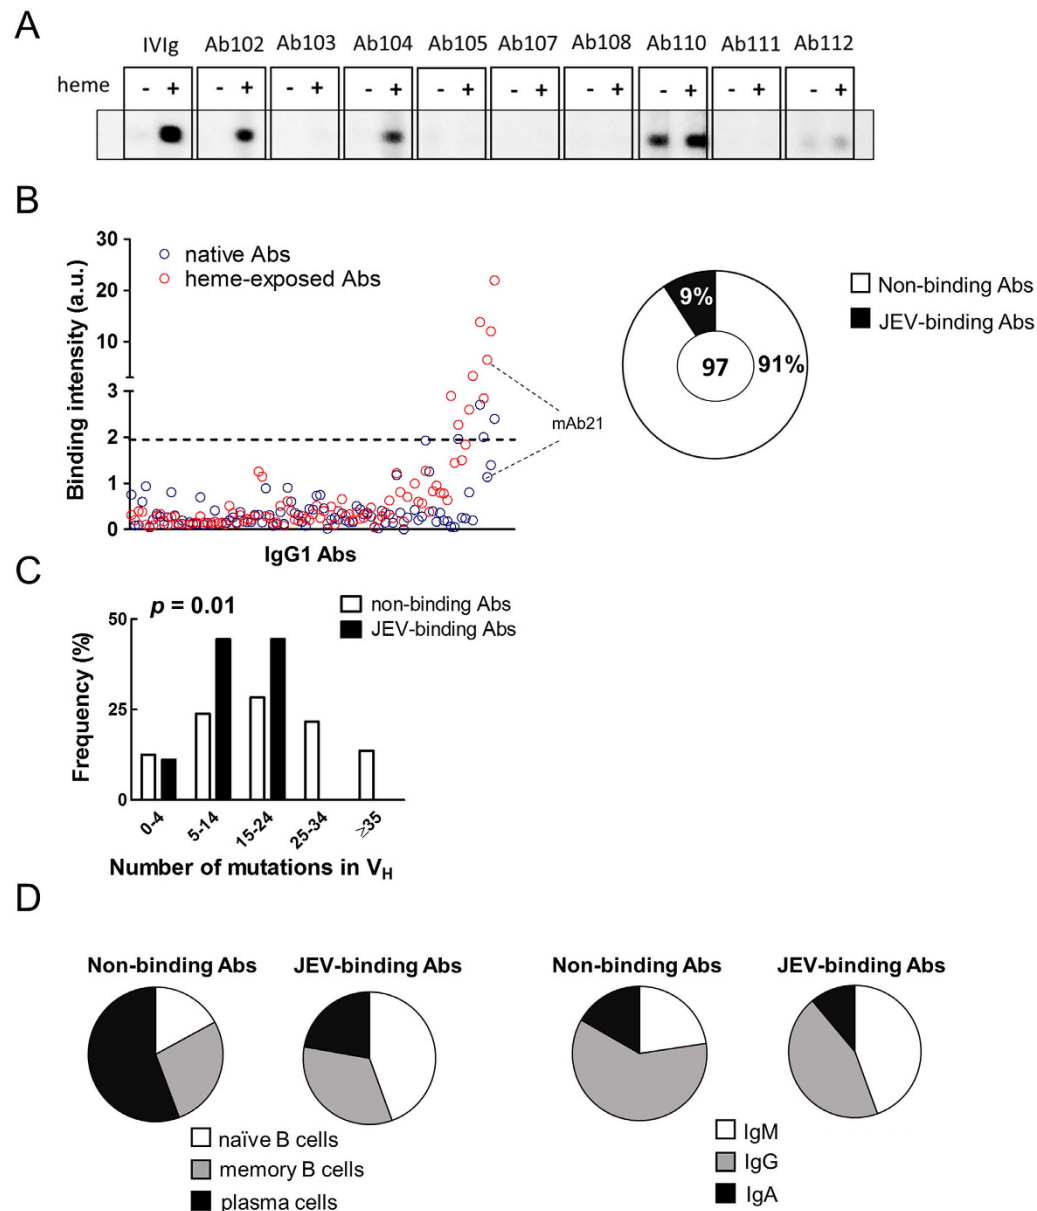 A
IVIg Ab102 Ab103 Ab104 Ab105 Ab107 Ab108 Ab110 Ab111 Ab112
heme - + - + - + - + - + - + - + - + - + - +
B
Binding intensity (a.u.)
30
20
10
3
2
1
0
native Abs
heme-exposed Abs
mAb21
IgG1 Abs
9%
97
91%
Non-binding Abs
JEV-binding Abs
C
p = 0.01
non-binding Abs
JEV-binding Abs
Frequency (%)
50
25
0
0-4 5-14 15-24 25-34 ≥35
Number of mutations in VH
D
Non-binding Abs JEV-binding Abs Non-binding Abs JEV-binding Abs
naïve B cells
memory B cells
plasma cells
IgM
IgG
IgA